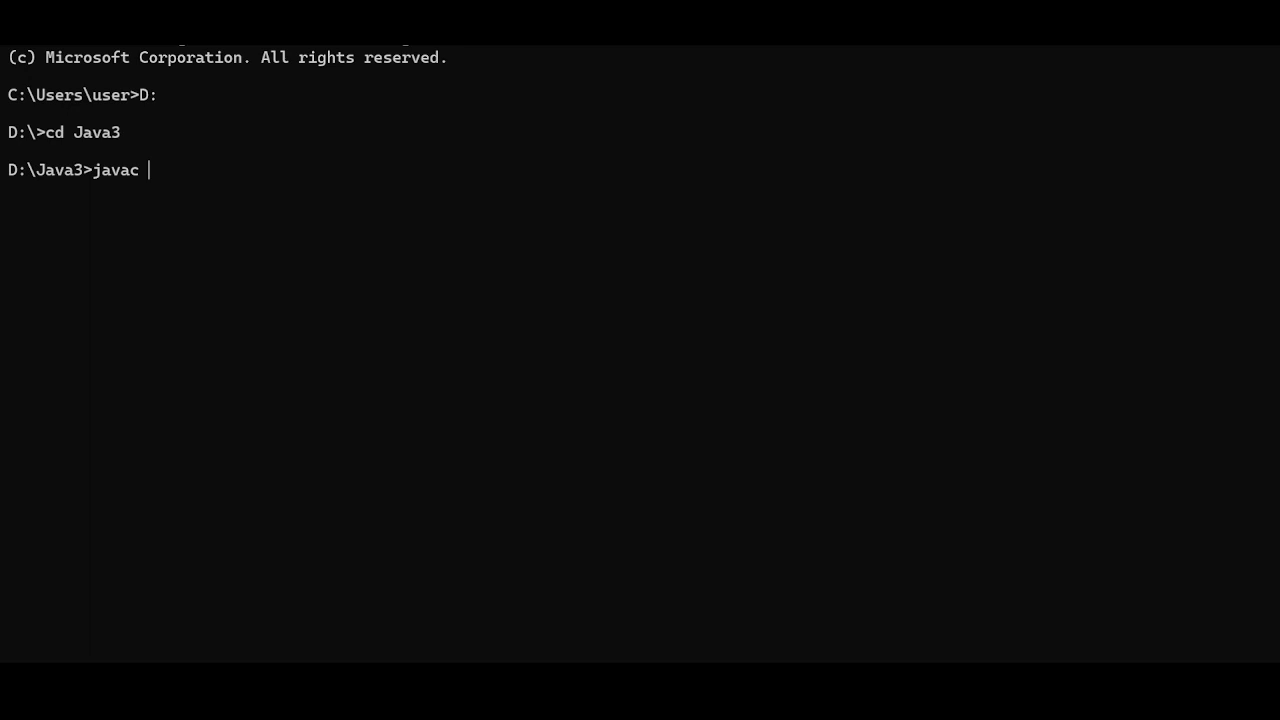 (c) Microsoft Corporation. All rights reserved.
C:\Users\user>D:
D:\>cd Java3
D:\Java3>javac